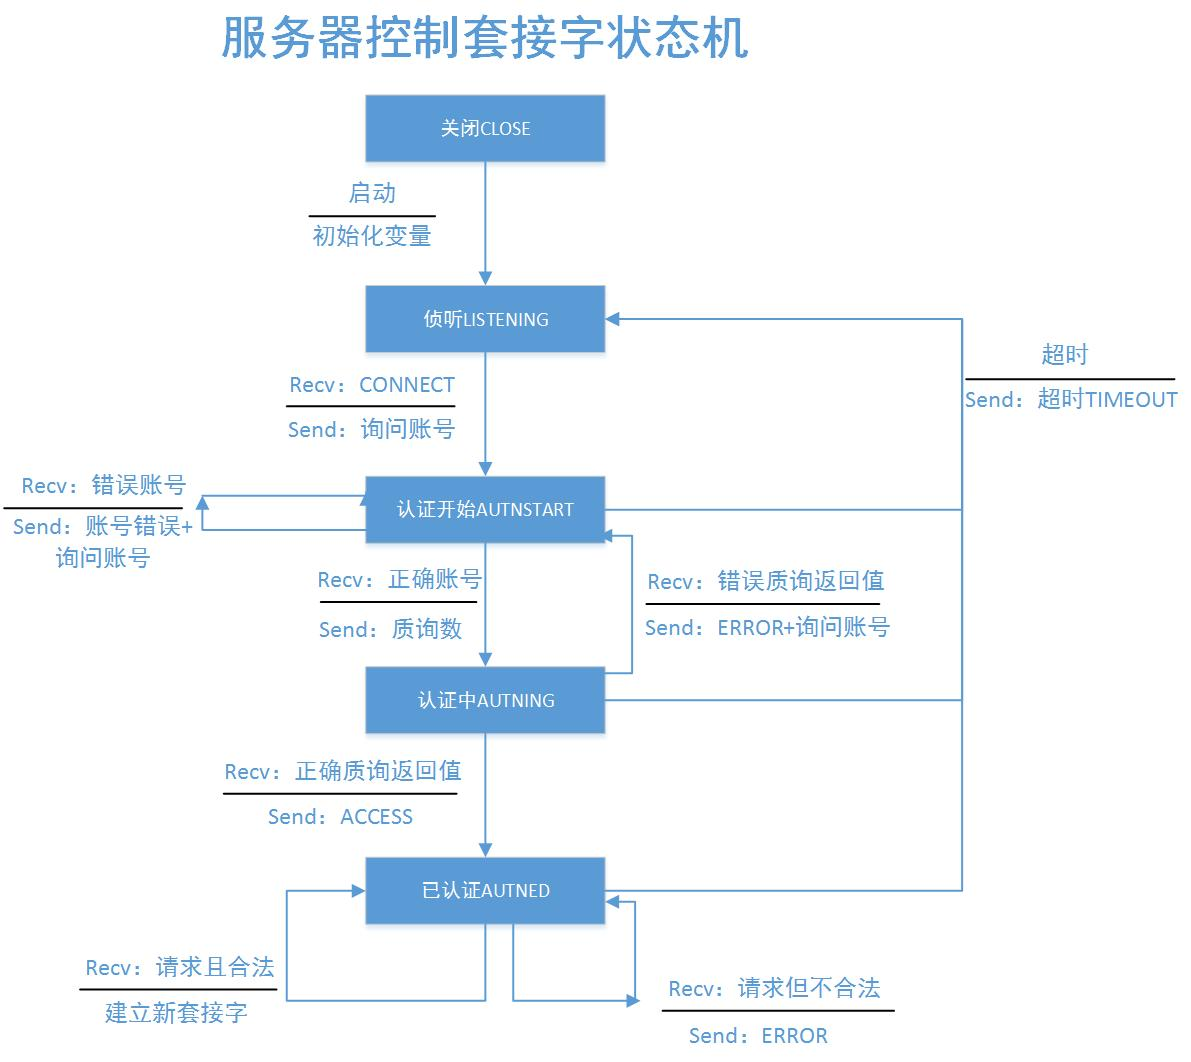 服务器控制套接字状态机
关闭CLOSE
启动
初始化变量
侦听LISTENING
超时
Send：超时TIMEOUT
Recv：CONNECT
Send：询问账号
Recv：错误账号
Send：账号错误+
询问账号
认证开始AUTNSTART
Recv：正确账号
Send：质询数
Recv：错误质询返回值
Send：ERROR+询问账号
认证中AUTNING
Recv：正确质询返回值
Send：ACCESS
已认证AUTNED
Recv：请求且合法
建立新套接字
Recv：请求但不合法
Send：ERROR